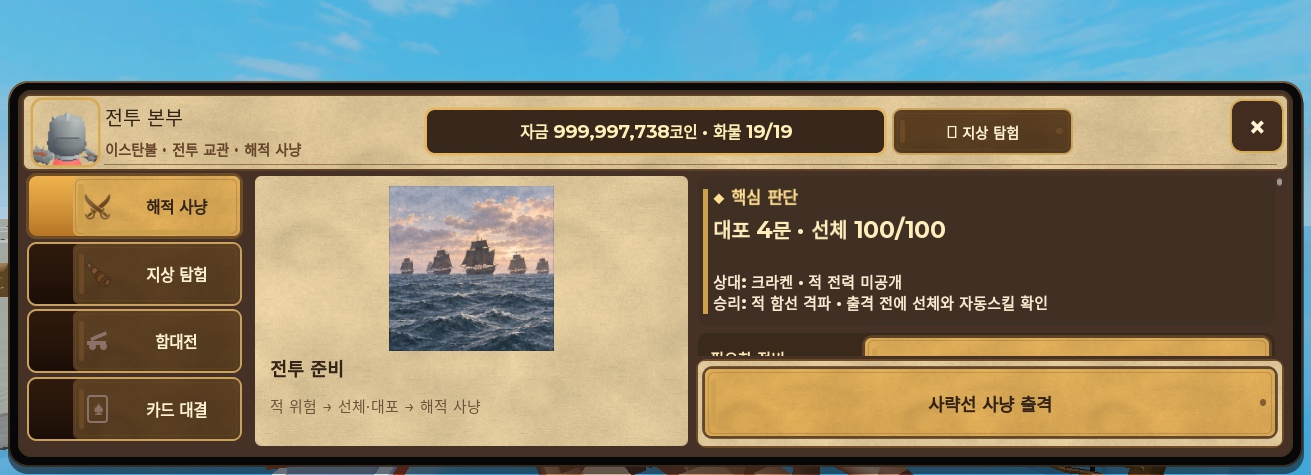 전투 본부
이스탄불 • 전투 교관 • 해적 사냥
자금 999,997,738코인 • 화물 19/19
지상 탐험
×
해적 사냥
지상 탐험
함대전
카드 대결
전투 준비
적 위험 → 선체·대포 → 해적 사냥
◆ 핵심 판단
대포 4문 • 선체 100/100
상대: 크라켄 • 적 전력 미공개
승리: 적 함선 격파 • 출격 전에 선체와 자동스킬 확인
사략선 사냥 출격